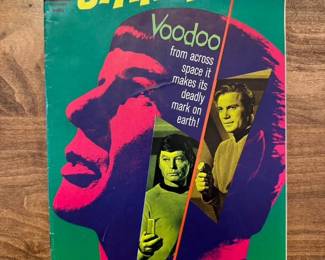 Voodoo
from across
space it
makes its
deadly
mark on
earth!